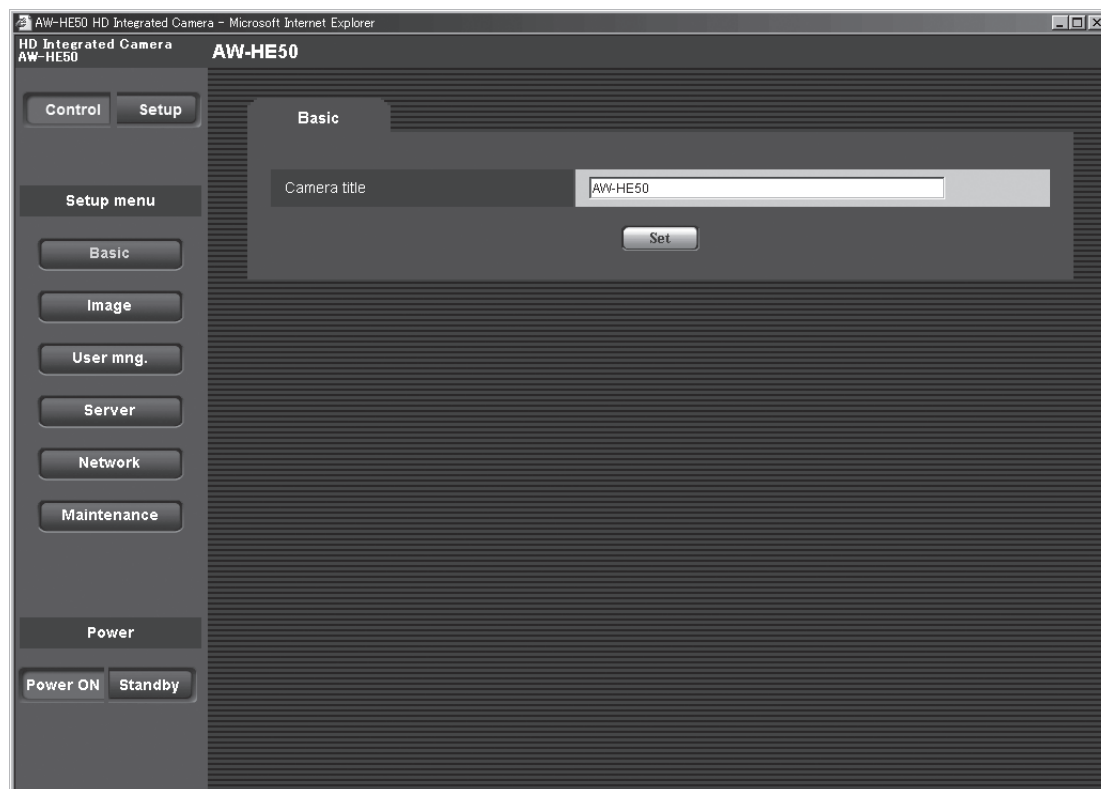 AW-HE50 HD Integrated Camera - Microsoft Internet Explorer
HD Integrated Camera
AW-HE50
AW-HE50
Control
Setup
Setup menu
Basic
Image
User mng.
Server
Network
Maintenance
Power
Power ON
Standby
Basic
Camera title
AW-HE50
Set